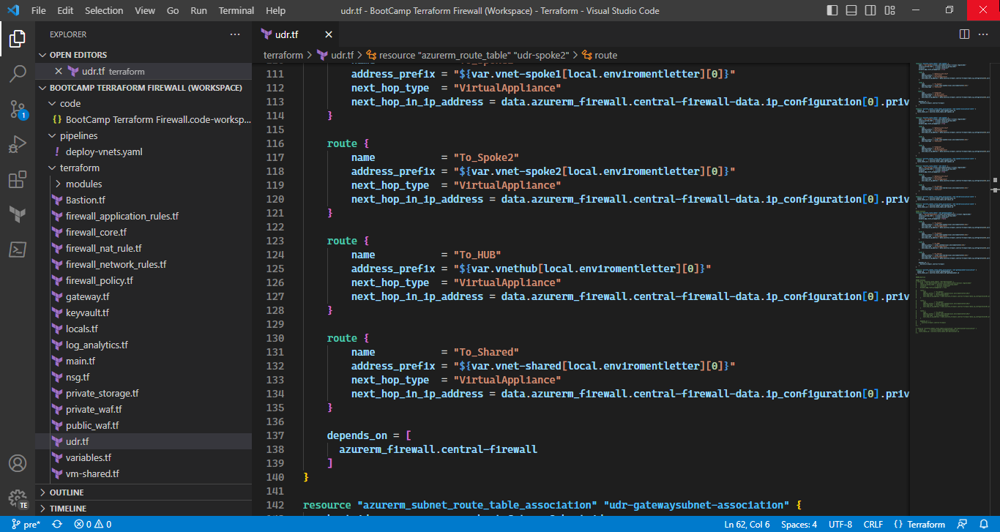 File Edit Selection View Go Run Terminal Help
udr.tf - BootCamp Terraform Firewall (Workspace) - Terraform - Visual Studio Code
EXPLORER
OPEN EDITORS
udr.tf terraform
BOOTCAMP TERRAFORM FIREWALL (WORKSPACE)
code
BootCamp Terraform Firewall.code-worksp...
pipelines
deploy-vnets.yaml
terraform
modules
Bastion.tf
firewall_application_rules.tf
firewall_core.tf
firewall_nat_rule.tf
firewall_network_rules.tf
firewall_policy.tf
gateway.tf
keyvault.tf
locals.tf
log_analytics.tf
main.tf
nsg.tf
private_storage.tf
private_waf.tf
public_waf.tf
udr.tf
variables.tf
vm-shared.tf
OUTLINE
TIMELINE
1
TE
udr.tf
terraform > udr.tf > resource "azurerm_route_table" "udr-spoke2" > route
111 address_prefix = "${var.vnet-spoke1[local.enviromentletter][0]}"
112 next_hop_type = "VirtualAppliance"
113 next_hop_in_ip_address = data.azurerm_firewall.central-firewall-data.ip_configuration[0].priv
114 }
115
116 route {
117 name = "To_Spoke2"
118 address_prefix = "${var.vnet-spoke2[local.enviromentletter][0]}"
119 next_hop_type = "VirtualAppliance"
120 next_hop_in_ip_address = data.azurerm_firewall.central-firewall-data.ip_configuration[0].priv
121 }
122
123 route {
124 name = "To_HUB"
125 address_prefix = "${var.vnethub[local.enviromentletter][0]}"
126 next_hop_type = "VirtualAppliance"
127 next_hop_in_ip_address = data.azurerm_firewall.central-firewall-data.ip_configuration[0].priv
128 }
129
130 route {
131 name = "To_Shared"
132 address_prefix = "${var.vnet-shared[local.enviromentletter][0]}"
133 next_hop_type = "VirtualAppliance"
134 next_hop_in_ip_address = data.azurerm_firewall.central-firewall-data.ip_configuration[0].priv
135 }
136
137 depends_on = [
138 azurerm_firewall.central-firewall
139 ]
140 }
141
142 resource "azurerm_subnet_route_table_association" "udr-gatewaysubnet-association" {
pre* 0 0
Ln 62, Col 6 Spaces: 4 UTF-8 CRLF {} Terraform